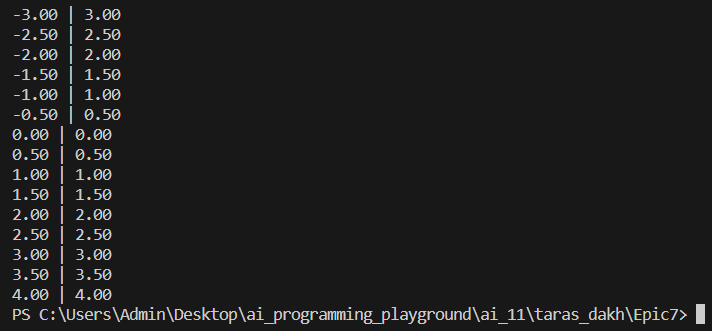 -3.00 | 3.00
-2.50 | 2.50
-2.00 | 2.00
-1.50 | 1.50
-1.00 | 1.00
-0.50 | 0.50
0.00 | 0.00
0.50 | 0.50
1.00 | 1.00
1.50 | 1.50
2.00 | 2.00
2.50 | 2.50
3.00 | 3.00
3.50 | 3.50
4.00 | 4.00
PS C:\Users\Admin\Desktop\ai_programming_playground\ai_11\taras_dakh\Epic7>